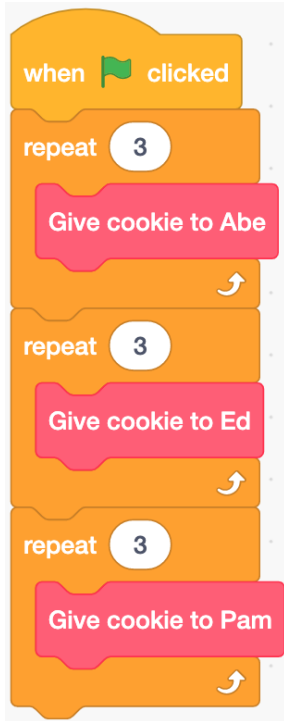 when clicked
repeat 3
Give cookie to Abe
repeat 3
Give cookie to Ed
repeat 3
Give cookie to Pam